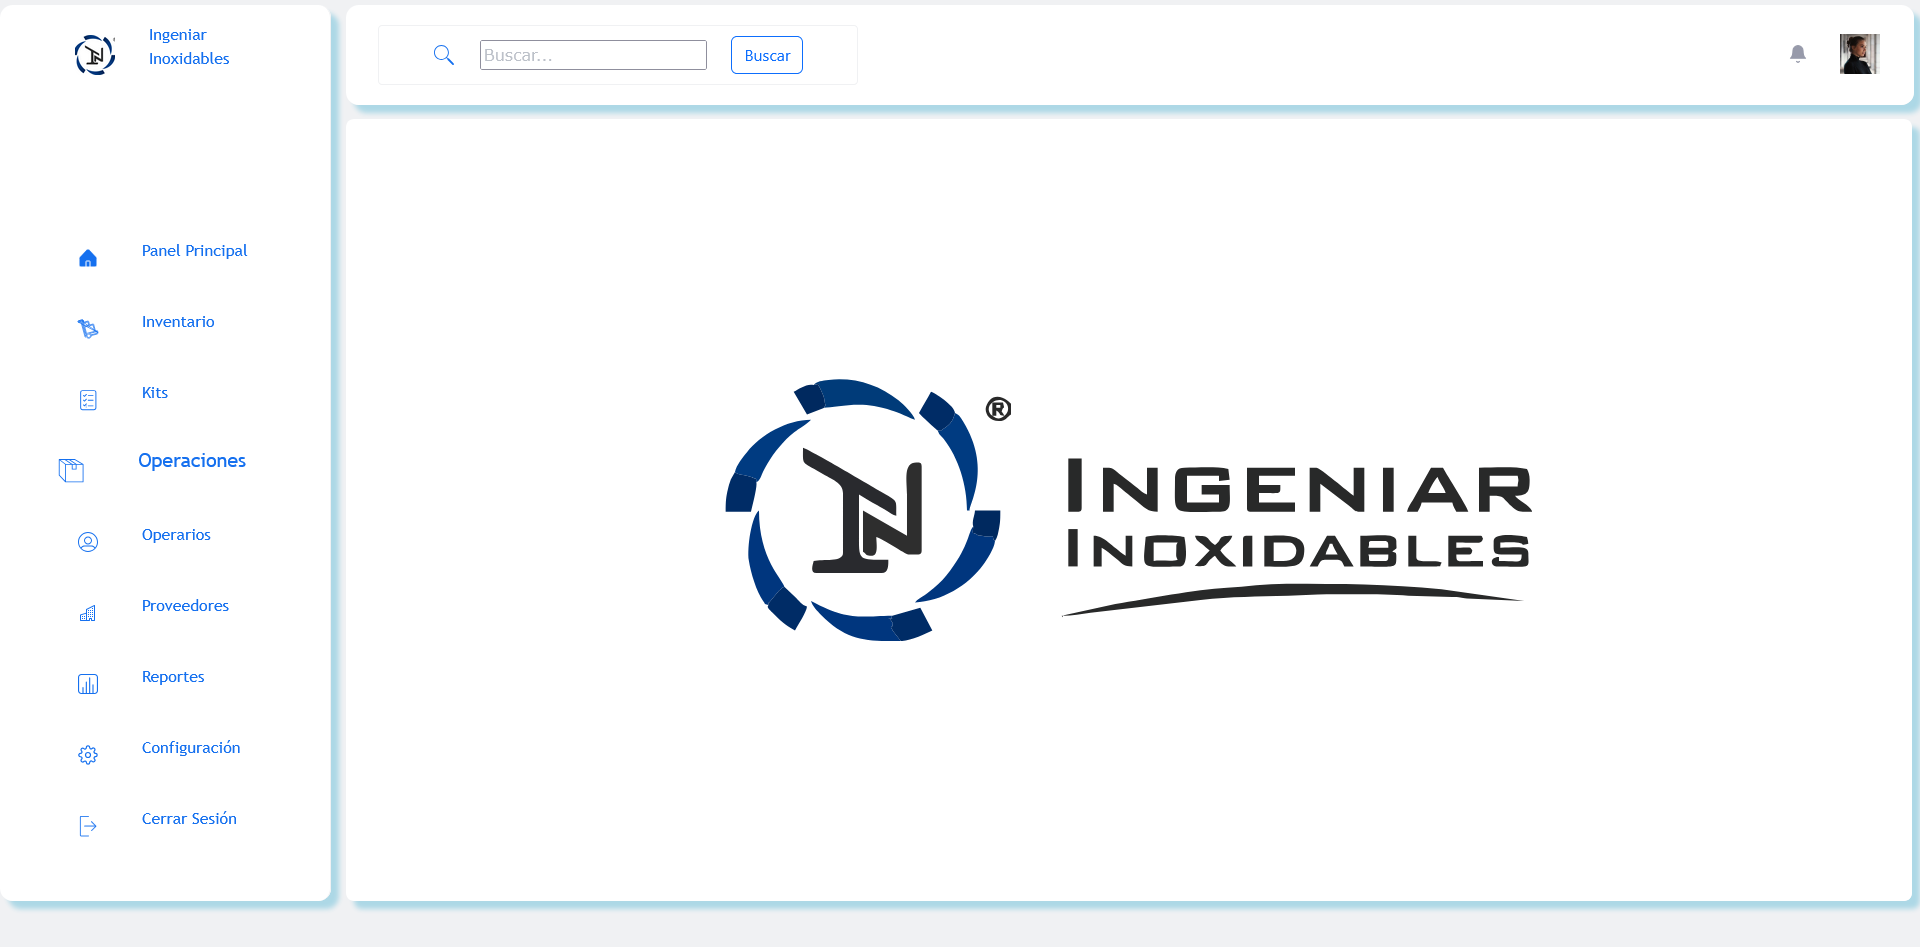 Ingeniar
Inoxidables
Buscar...
Buscar
Panel Principal
Inventario
Kits
Operaciones
Operarios
Proveedores
Reportes
Configuración
Cerrar Sesión
®
INGENIAR
INOXIDABLES